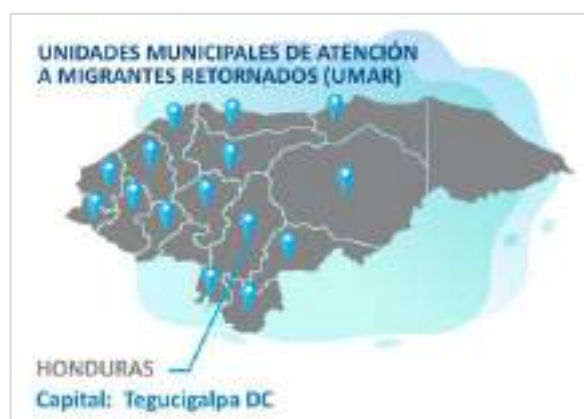 UNIDADES MUNICIPALES DE ATENCIÓN
A MIGRANTES RETORNADOS (UMAR)
HONDURAS
Capital: Tegucigalpa DC